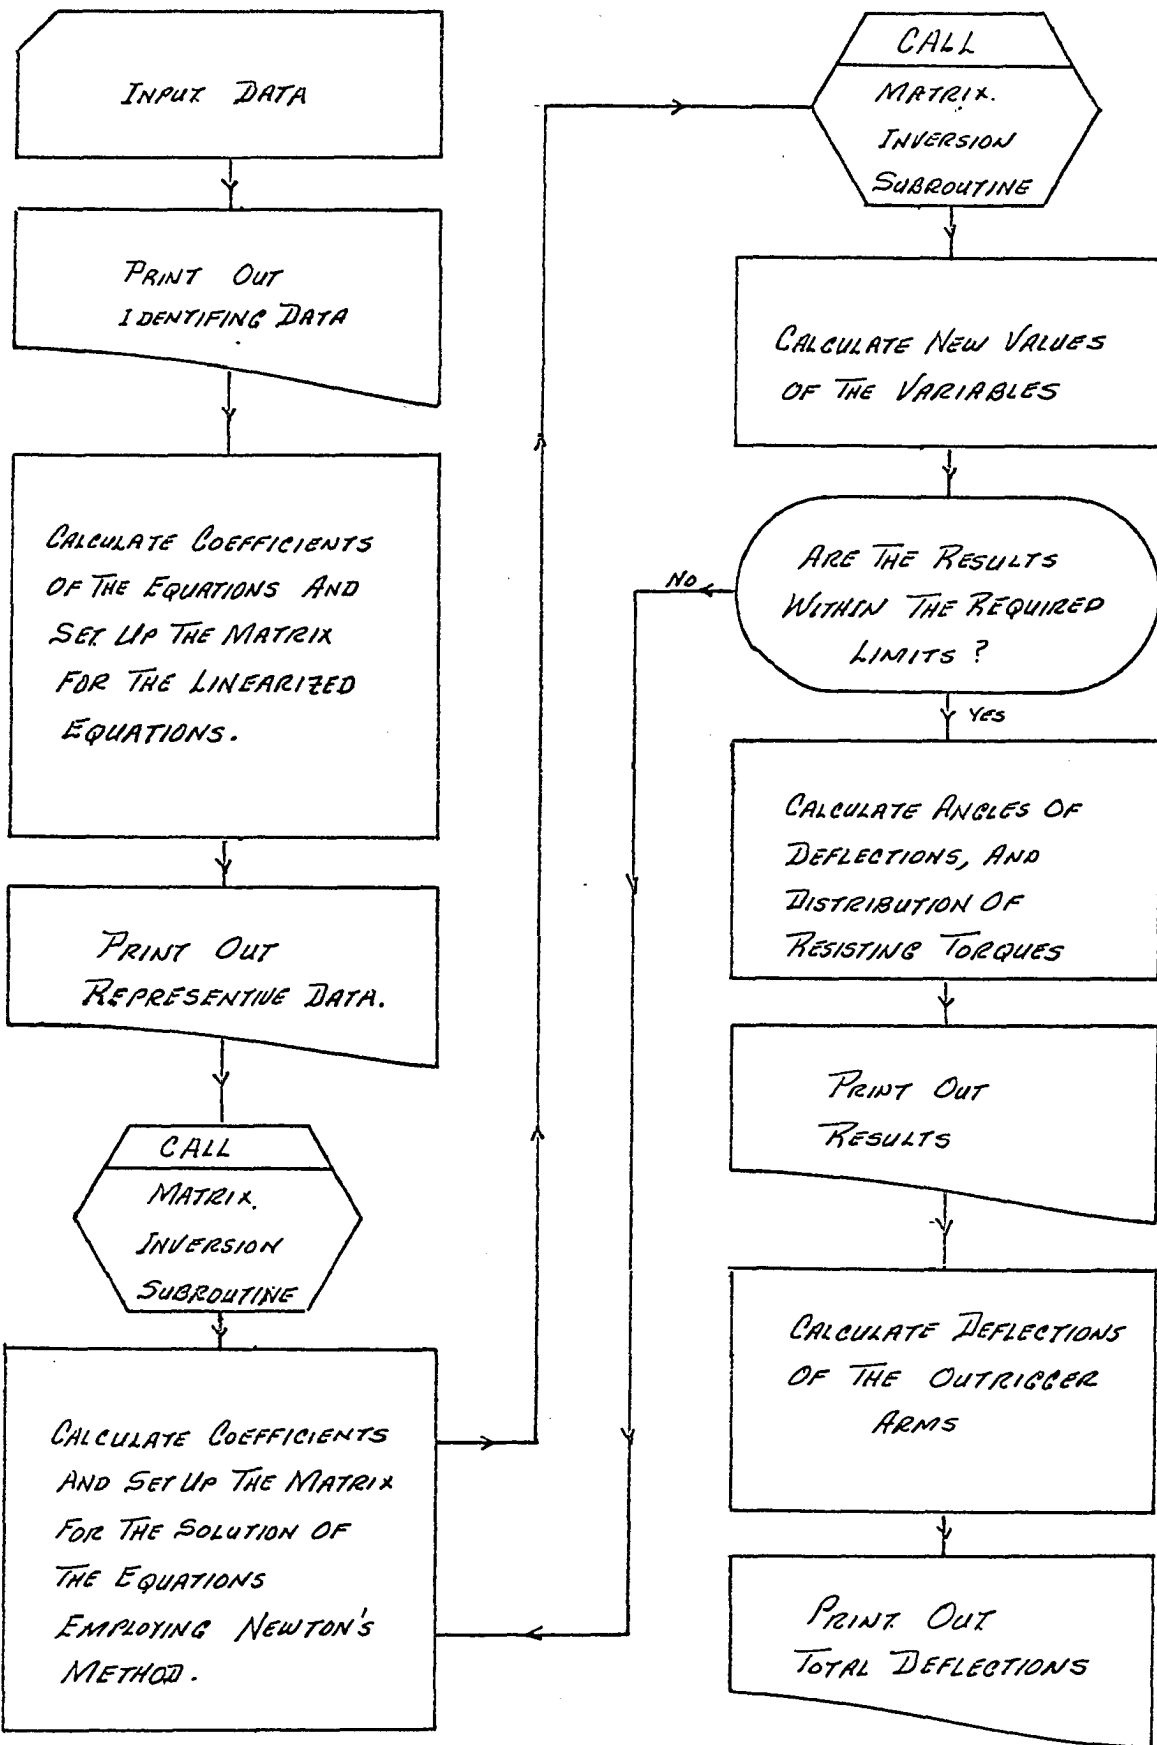 INPUT DATA
PRINT OUT
IDENTIFING DATA
CALCULATE COEFFICIENTS
OF THE EQUATIONS AND
SET UP THE MATRIX
FOR THE LINEARIZED
EQUATIONS.
PRINT OUT
REPRESENTIVE DATA.
CALL
MATRIX.
INVERSION
SUBROUTINE
CALCULATE COEFFICIENTS
AND SET UP THE MATRIX
FOR THE SOLUTION OF
THE EQUATIONS
EMPLOYING NEWTON'S
METHOD.
CALL
MATRIX.
INVERSION
SUBROUTINE
CALCULATE NEW VALUES
OF THE VARIABLES
ARE THE RESULTS
WITHIN THE REQUIRED
LIMITS?
NO
YES
CALCULATE ANGLES OF
DEFLECTIONS, AND
DISTRIBUTION OF
RESISTING TORQUES
PRINT OUT
RESULTS
CALCULATE DEFLECTIONS
OF THE OUTRIGGER
ARMS
PRINT OUT
TOTAL DEFLECTIONS